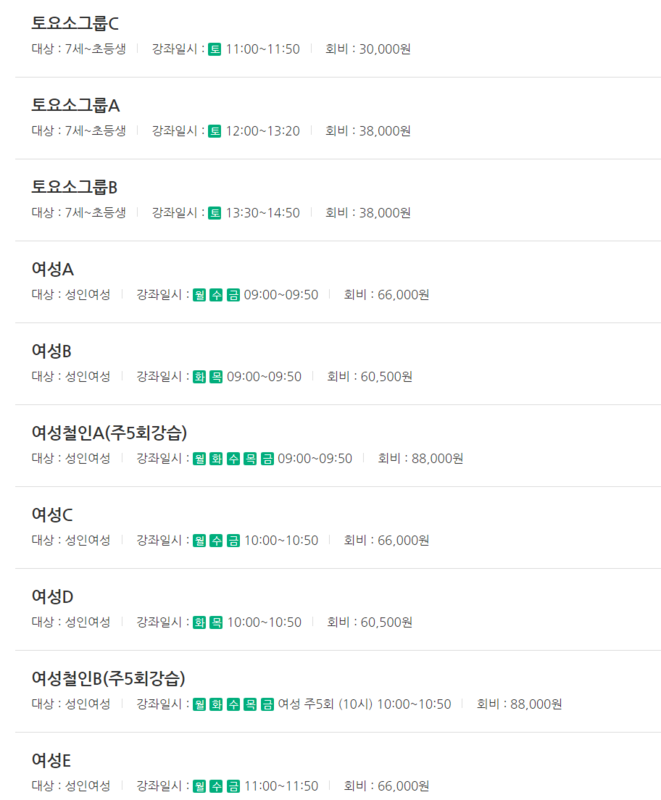 토요소그룹C
대상 : 7세~초등생 강좌일시 : 토 11:00~11:50 회비 : 30,000원
토요소그룹A
대상 : 7세~초등생 강좌일시 : 토 12:00~13:20 회비 : 38,000원
토요소그룹B
대상 : 7세~초등생 강좌일시 : 토 13:30~14:50 회비 : 38,000원
여성A
대상 : 성인여성 강좌일시 : 월 수 금 09:00~09:50 회비 : 66,000원
여성B
대상 : 성인여성 강좌일시 : 화 목 09:00~09:50 회비 : 60,500원
여성철인A(주5회강습)
대상 : 성인여성 강좌일시 : 월 화 수 목 금 09:00~09:50 회비 : 88,000원
여성C
대상 : 성인여성 강좌일시 : 월 수 금 10:00~10:50 회비 : 66,000원
여성D
대상 : 성인여성 강좌일시 : 화 목 10:00~10:50 회비 : 60,500원
여성철인B(주5회강습)
대상 : 성인여성 강좌일시 : 월 화 수 목 금 여성 주5회 (10시) 10:00~10:50 회비 : 88,000원
여성E
대상 : 성인여성 강좌일시 : 월 수 금 11:00~11:50 회비 : 66,000원